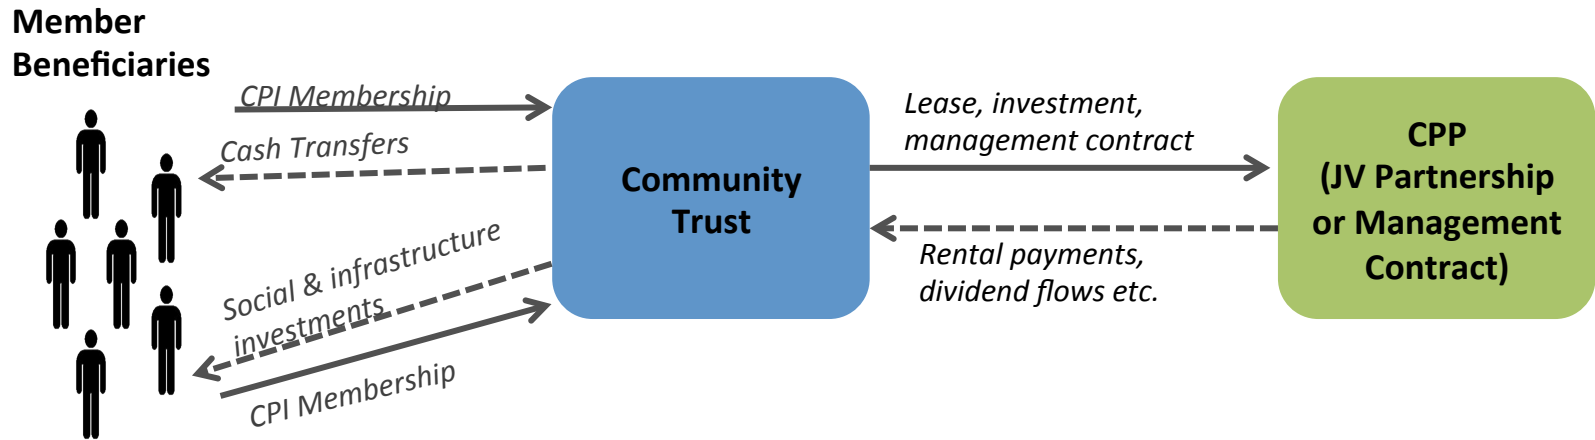 Member
Beneficiaries
CPI Membership
Cash Transfers
Social & infrastructure
investments
CPI Membership
Community
Trust
Lease, investment,
management contract
Rental payments,
dividend flows etc.
CPP
(JV Partnership
or Management
Contract)